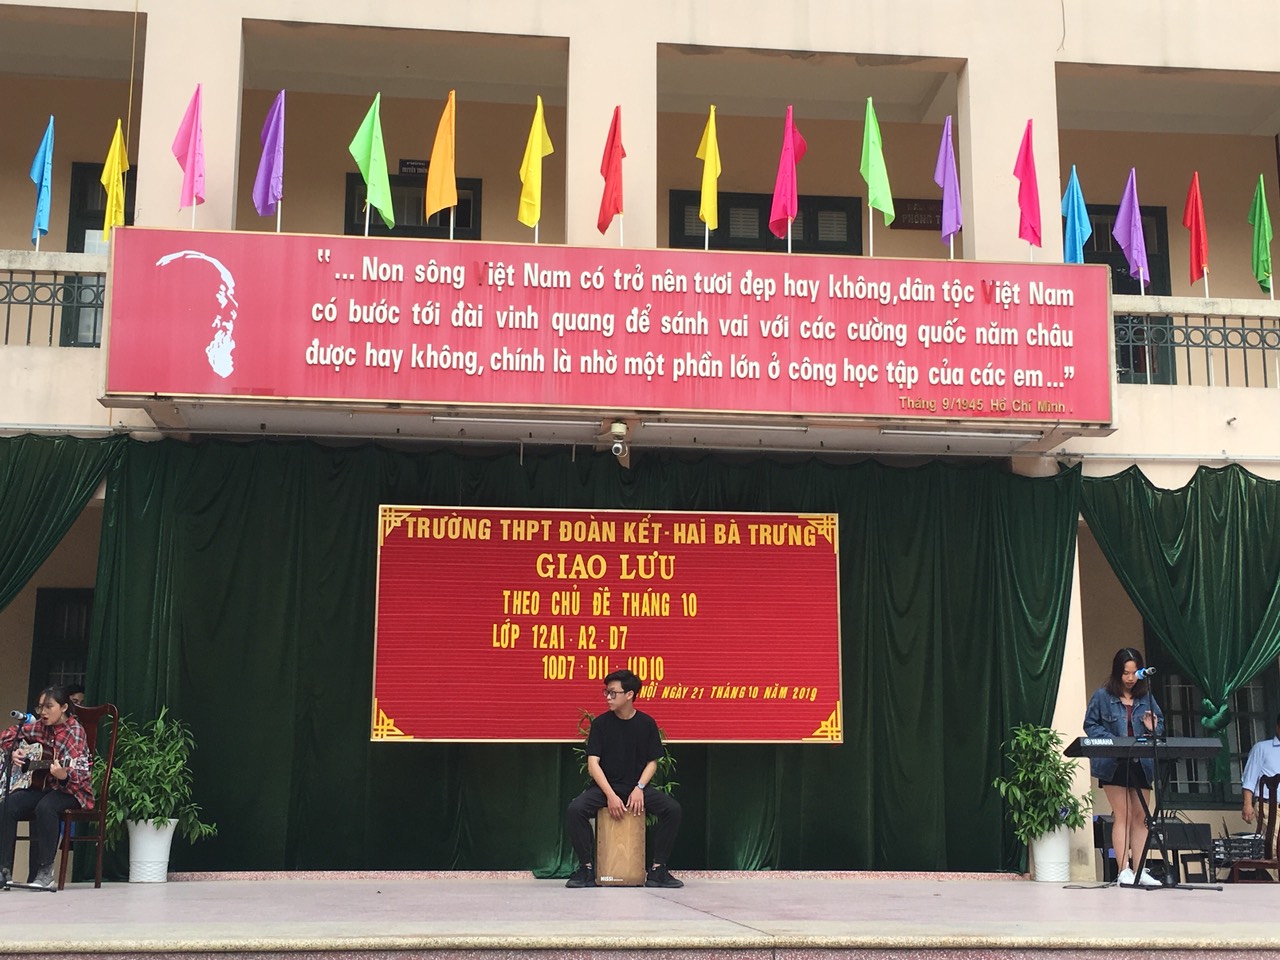 "...Non sông Việt Nam có trở nên tươi đẹp hay không,dân tộc Việt Nam
có bước tới đài vinh quang để sánh vai với các cường quốc năm châu
được hay không, chính là nhờ một phần lớn ở công học tập của các em..."
Tháng 9/1945 Hồ Chí Minh.
TRƯỜNG THPT ĐOÀN KẾT-HAI BÀ TRƯNG
GIAO LƯU
THEO CHỦ ĐỀ THÁNG 10
LỚP 12A1-A2-D7
10D7-D11-11D10
NỘI NGÀY 21 THÁNG 10 NĂM 2019
YAMAHA